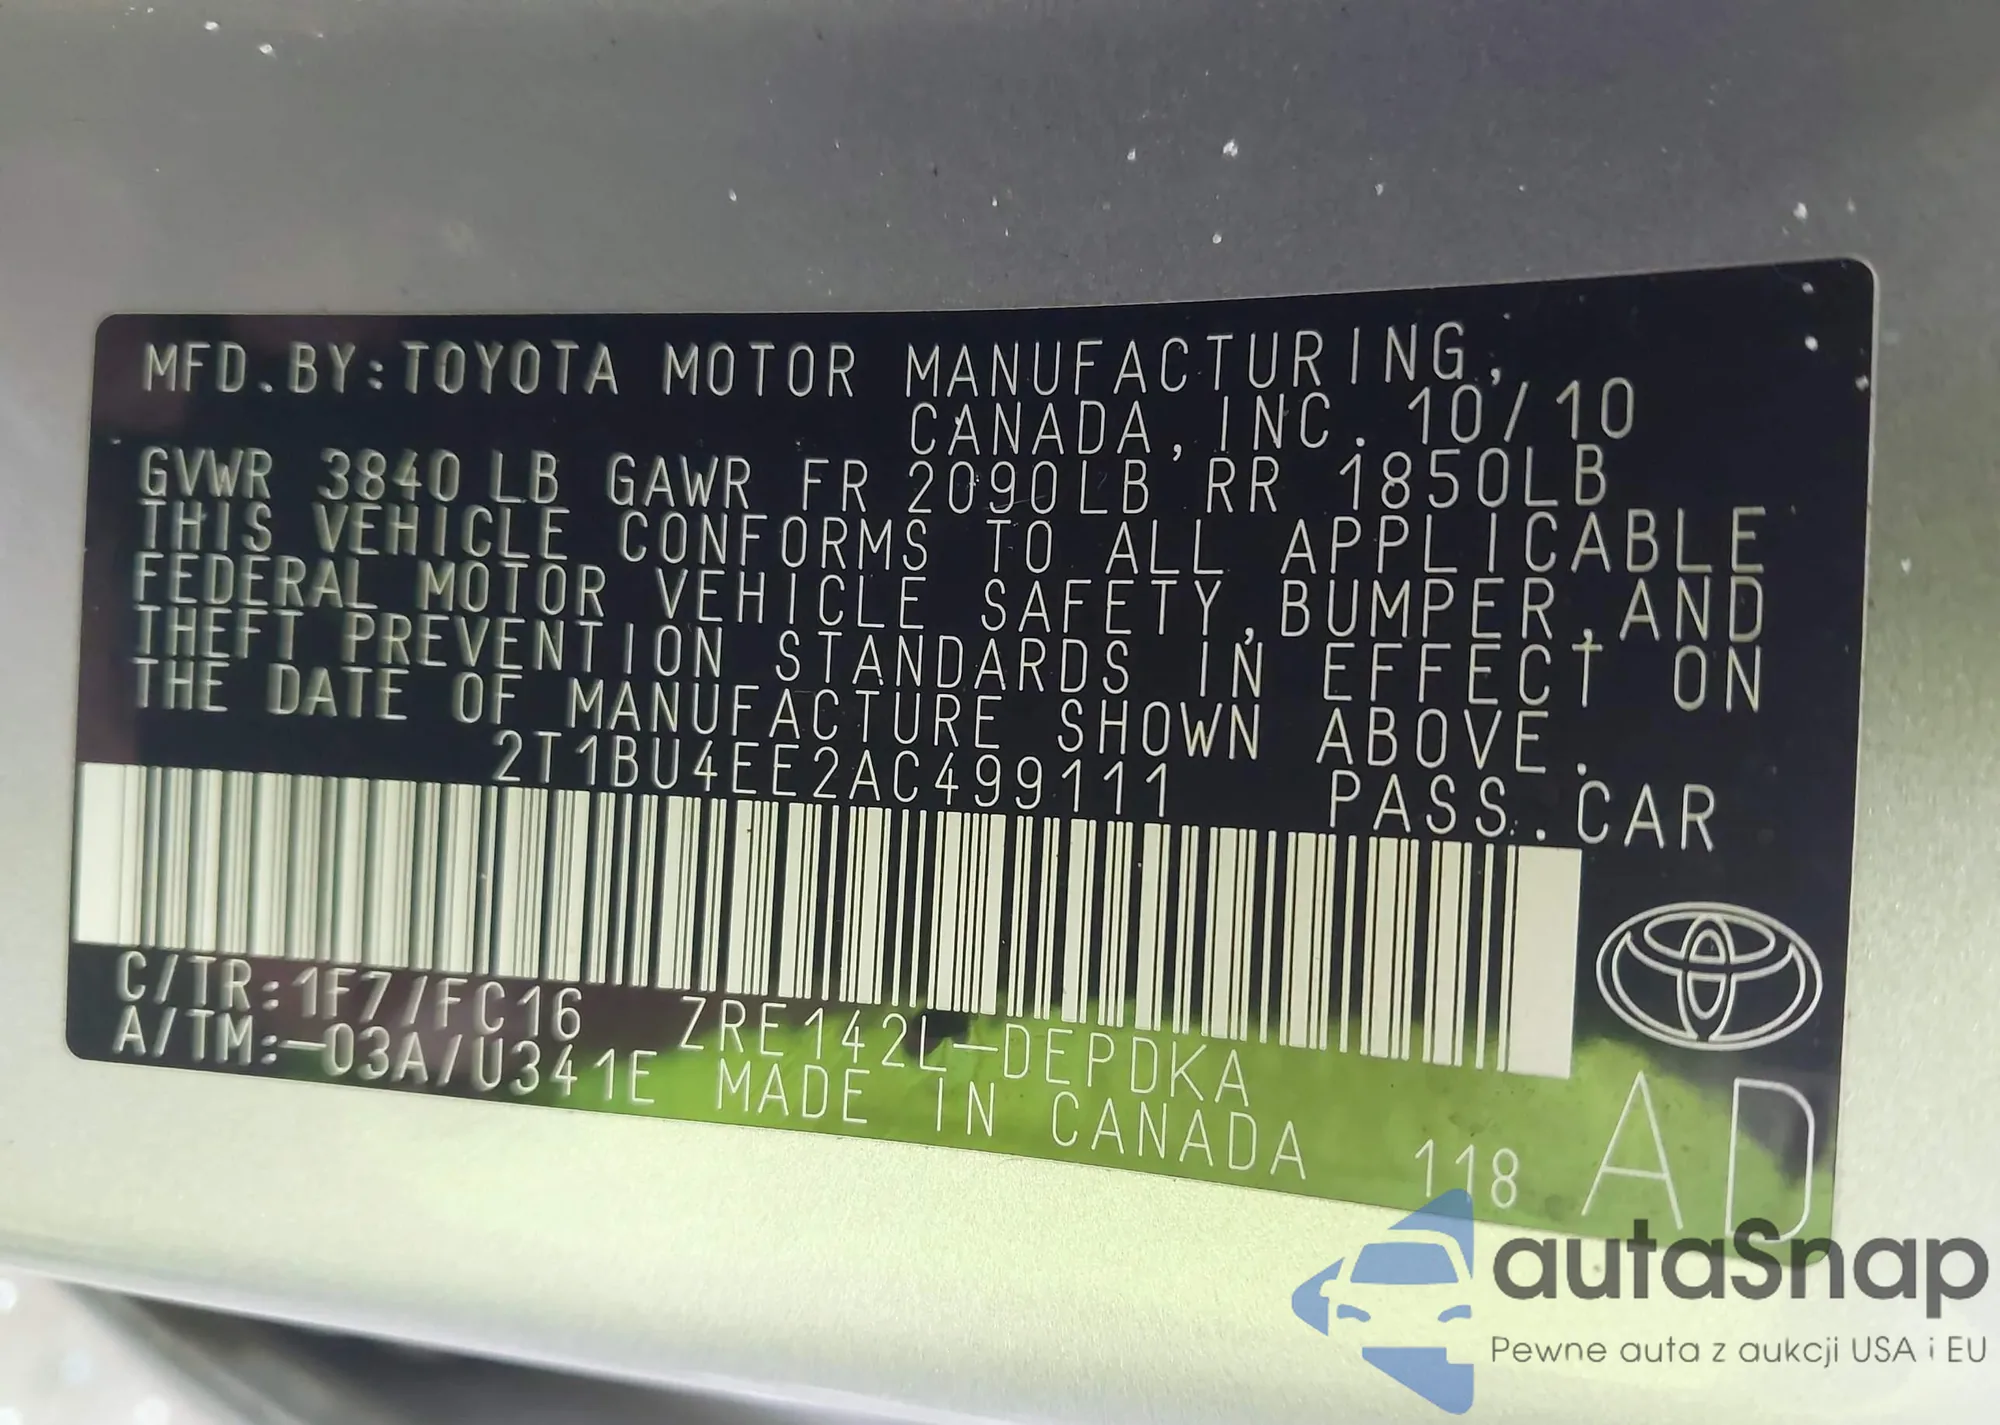 MFD.BY:TOYOTA MOTOR MANUFACTURING,
CANADA,INC. 10/10
GVWR 3840 LB GAWR FR 2090LB RR 1850LB
THIS VEHICLE CONFORMS TO ALL APPLICABLE
FEDERAL MOTOR VEHICLE SAFETY,BUMPER,AND
THEFT PREVENTION STANDARDS IN EFFECT ON
THE DATE OF MANUFACTURE SHOWN ABOVE.
2T1BU4EE2AC499111 PASS.CAR
C/TR:1F7/FC16 ZRE142L-DEPDKA
A/TM:-03A/U341E MADE IN CANADA 118 AD
autaSnap
Pewne auta z aukcji USA i EU